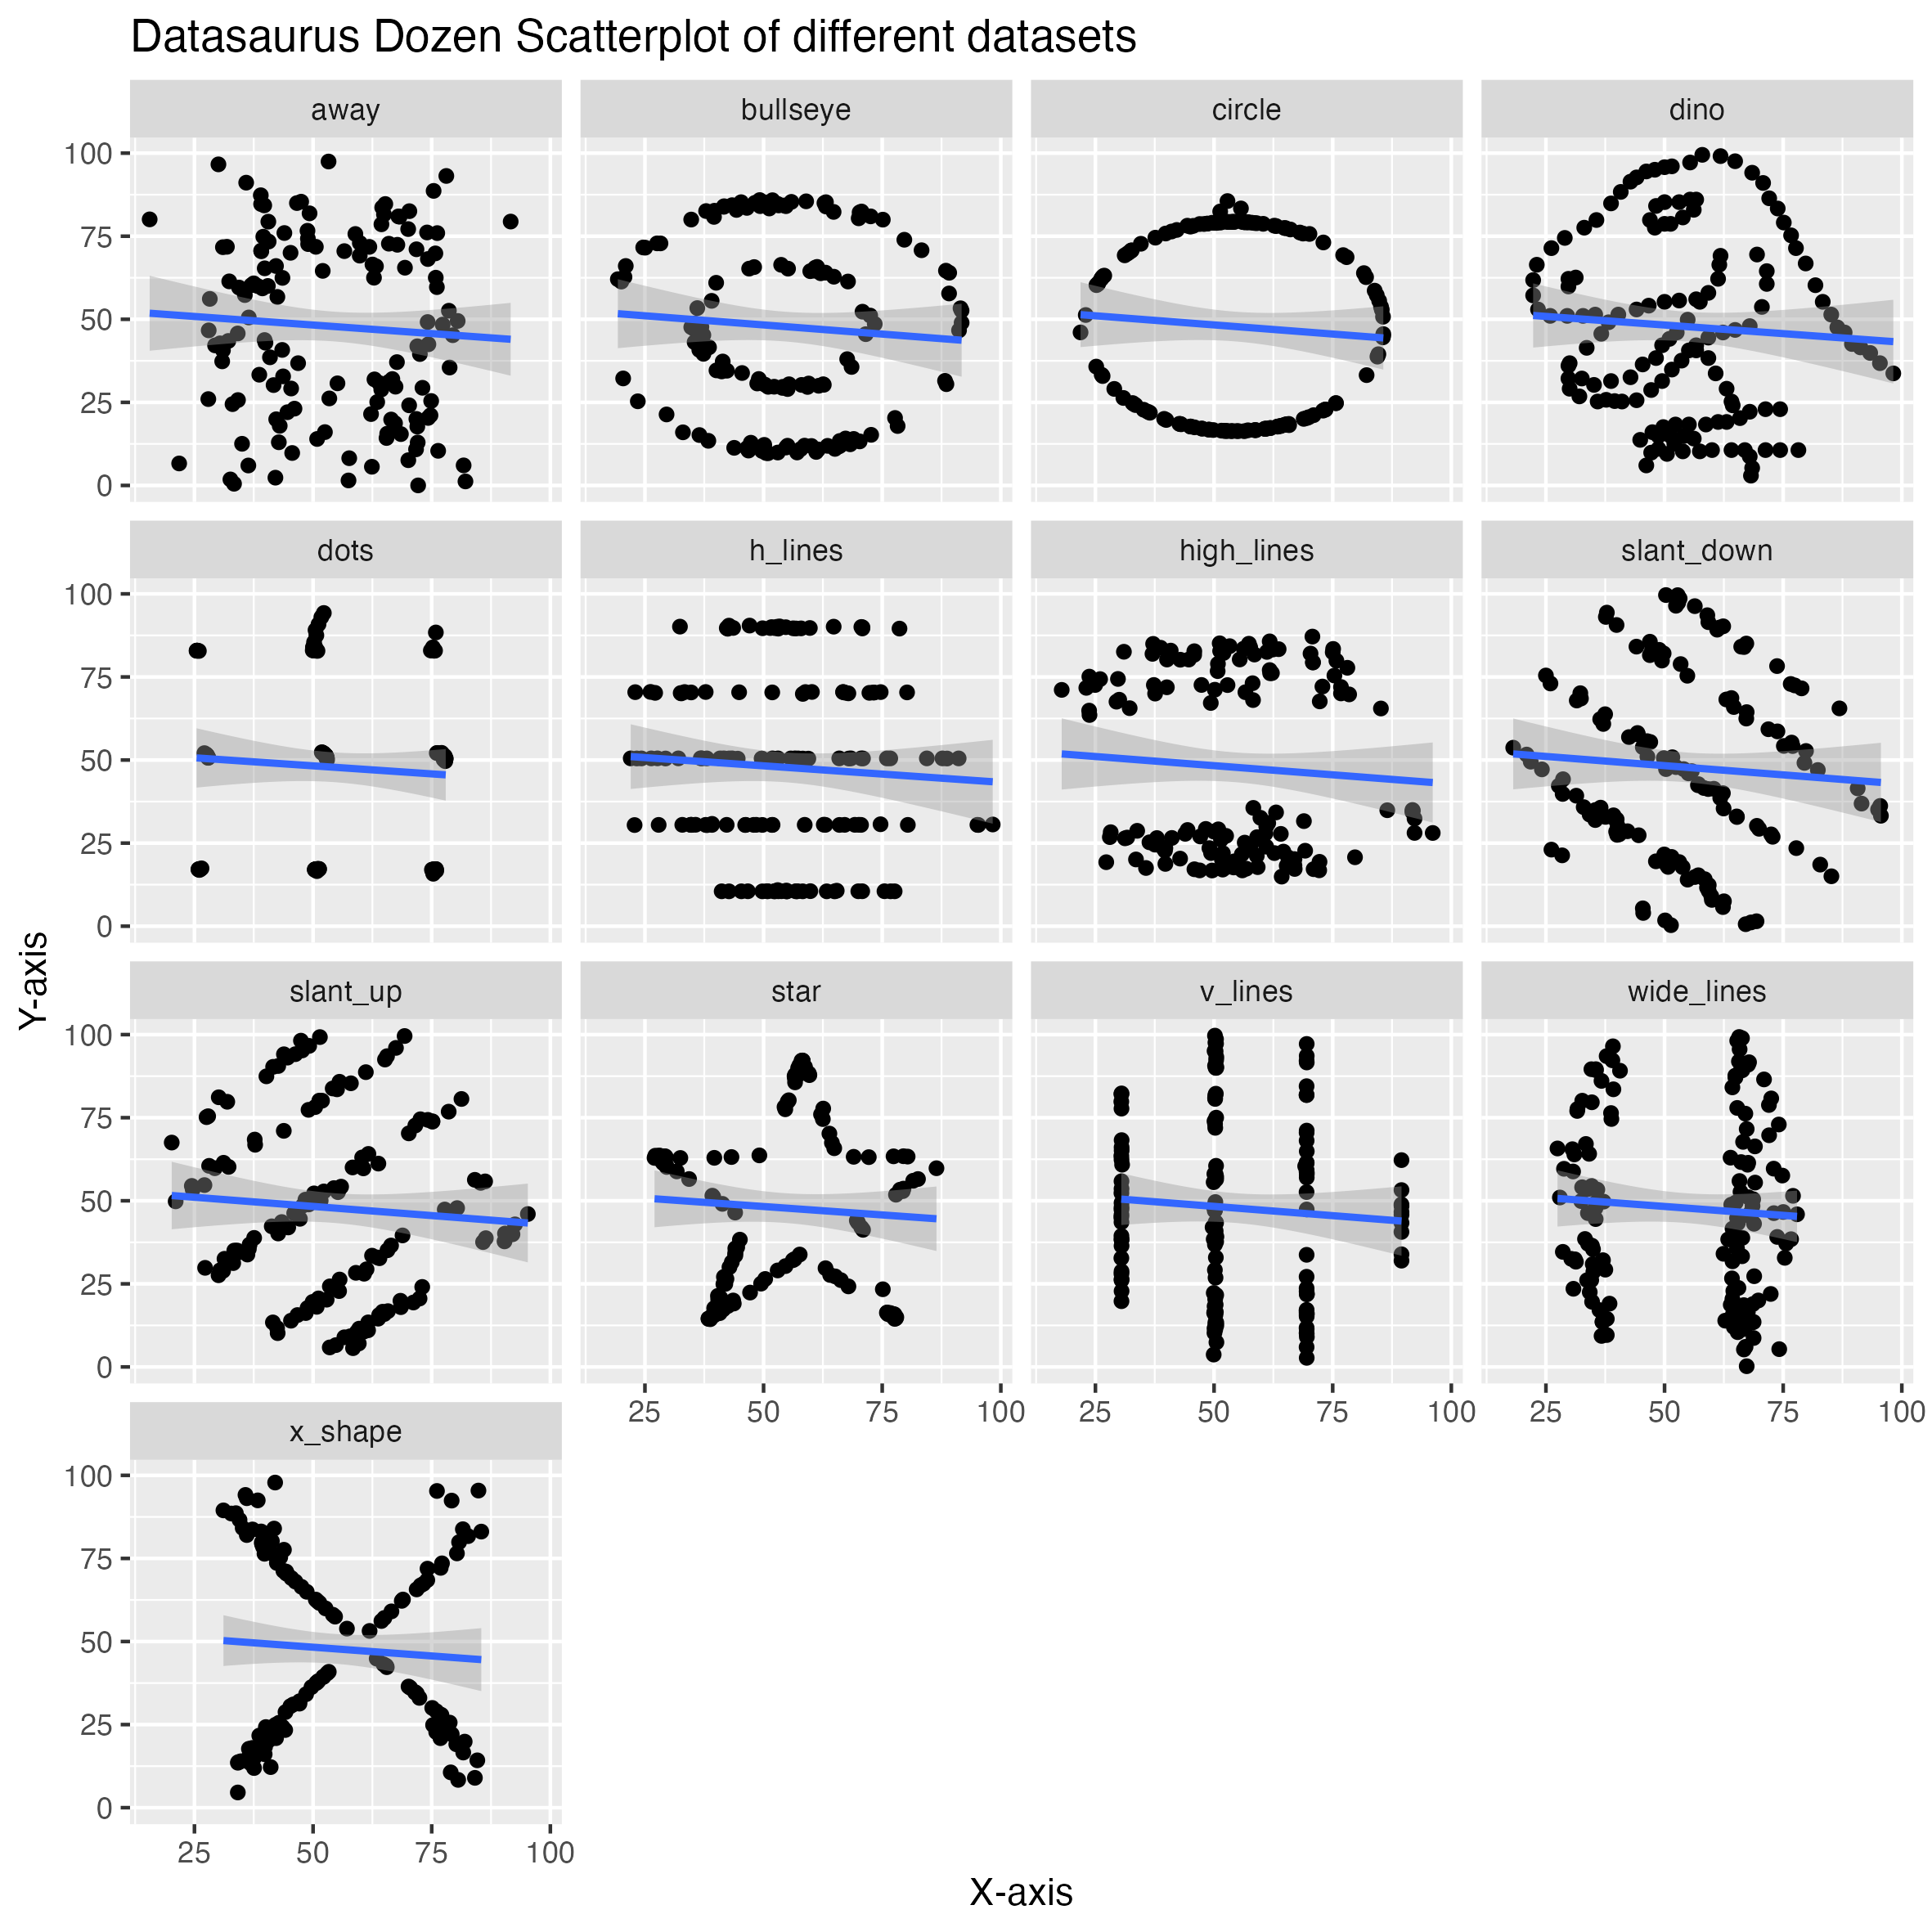 Datasaurus Dozen Scatterplot of different datasets
away bullseye circle dino
100
75
50
25
0
dots h_lines high_lines slant_down
100
75
50
25
0
Y-axis
slant_up star v_lines wide_lines
100
75
50
25
0
25 50 75 100 25 50 75 100 25 50 75 100
x_shape
100
75
50
25
0
25 50 75 100
X-axis